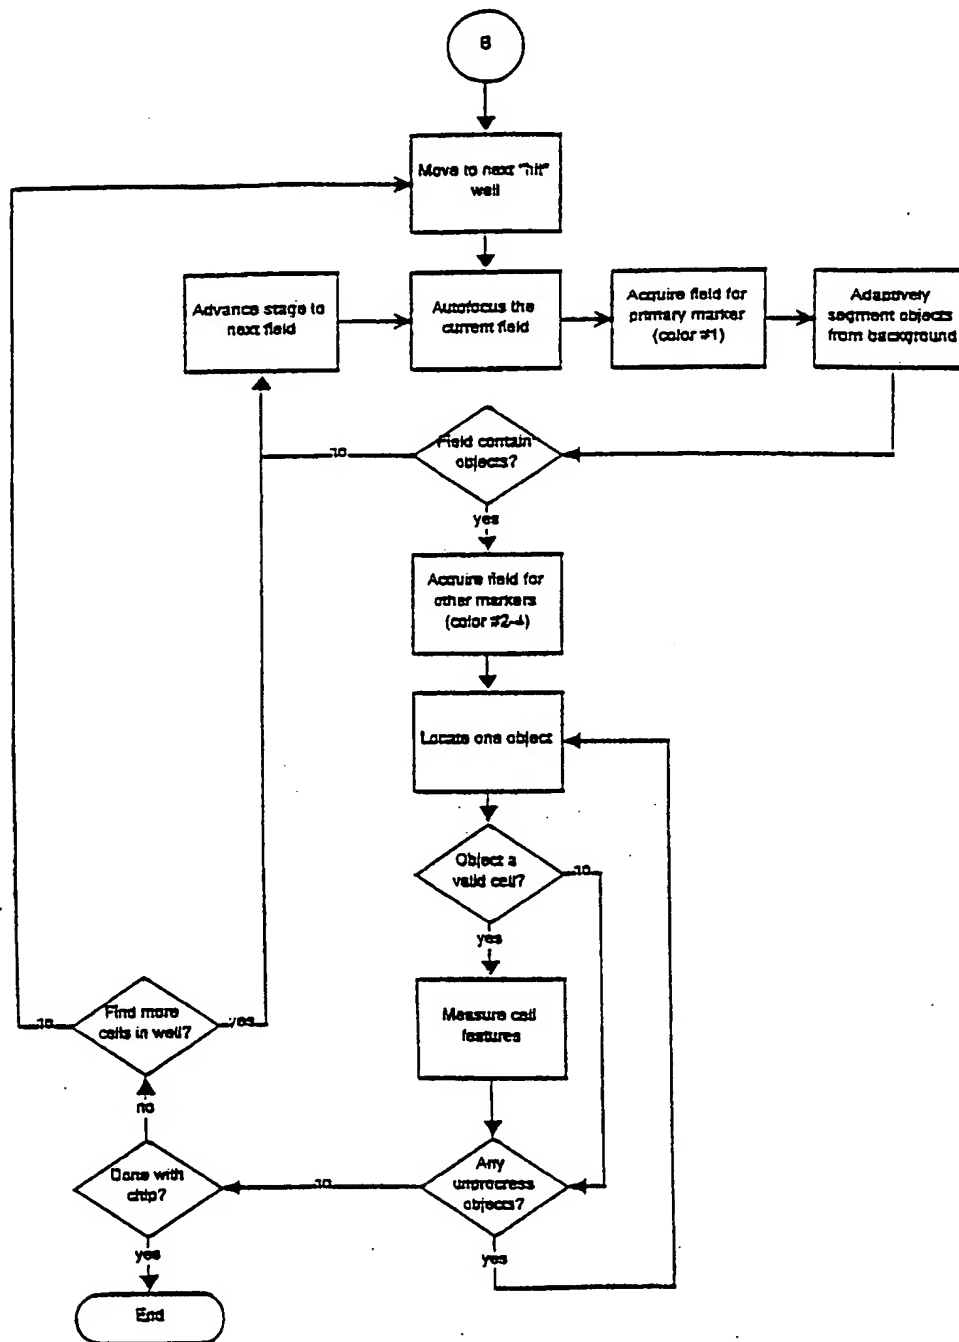 B
Move to next "hit"
well
Advance stage to
next field
Autofocus the
current field
Acquire field for
primary marker
(color #1)
Adaptively
segment objects
from background
Field contain
objects?
no
yes
Acquire field for
other markers
(color #2-4)
Locate one object
Object a
valid cell?
no
yes
Measure cell
features
Find more
cells in well?
no
yes
no
Any
unprocess
objects?
no
yes
Done with
chip?
yes
End